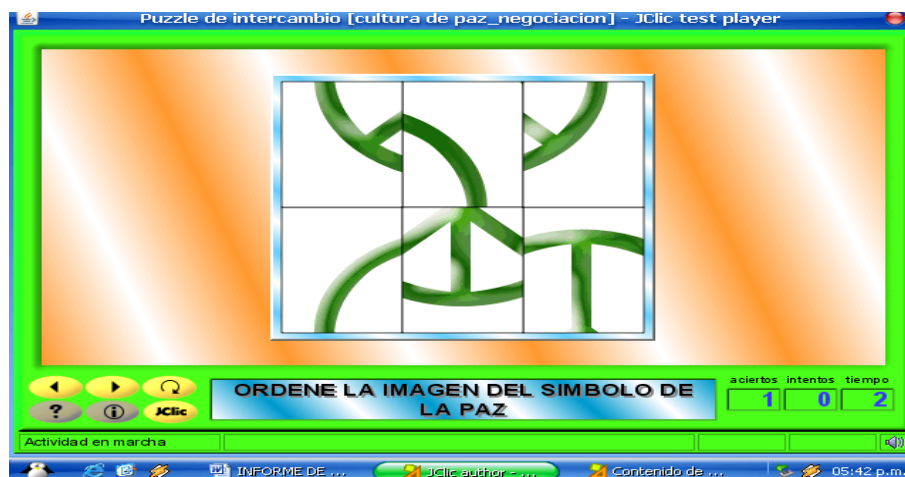 Puzzle de intercambio [cultura de paz_negociacion] - JClic test player
ORDENE LA IMAGEN DEL SIMBOLO DE
LA PAZ
aciertos intentos tiempo
1 0 2
? i JClic
Actividad en marcha
INFORME DE ... JClic author - ... Contenido de ... 05:42 p.m.